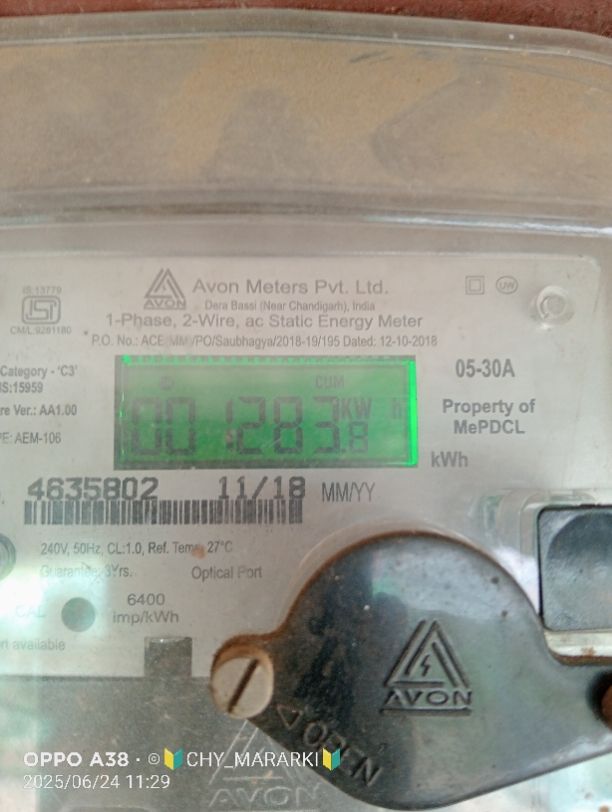 IS:13779
CM/L:9281180
AVON
Avon Meters Pvt. Ltd.
Dera Bassi (Near Chandigarh), India
UW
1-Phase, 2-Wire, ac Static Energy Meter
P.O. No.: ACE MM /PO/Saubhagya/2018-19/195 Dated: 12-10-2018
Category - 'C3'
IS:15959
re Ver.: AA1.00
PE: AEM-106
CUM
001283.8 KW h
05-30A
Property of
MePDCL
kWh
4635802 11/18 MM/YY
240V, 50Hz, CL:1.0, Ref. Temp. 27°C
Guarantee: 3Yrs. Optical Port
CAL
6400
imp/kWh
rt available
AVON
OPEN
AVON
OPPO A38 · © 🔰CHY_MARARKI🔰
2025/06/24 11:29